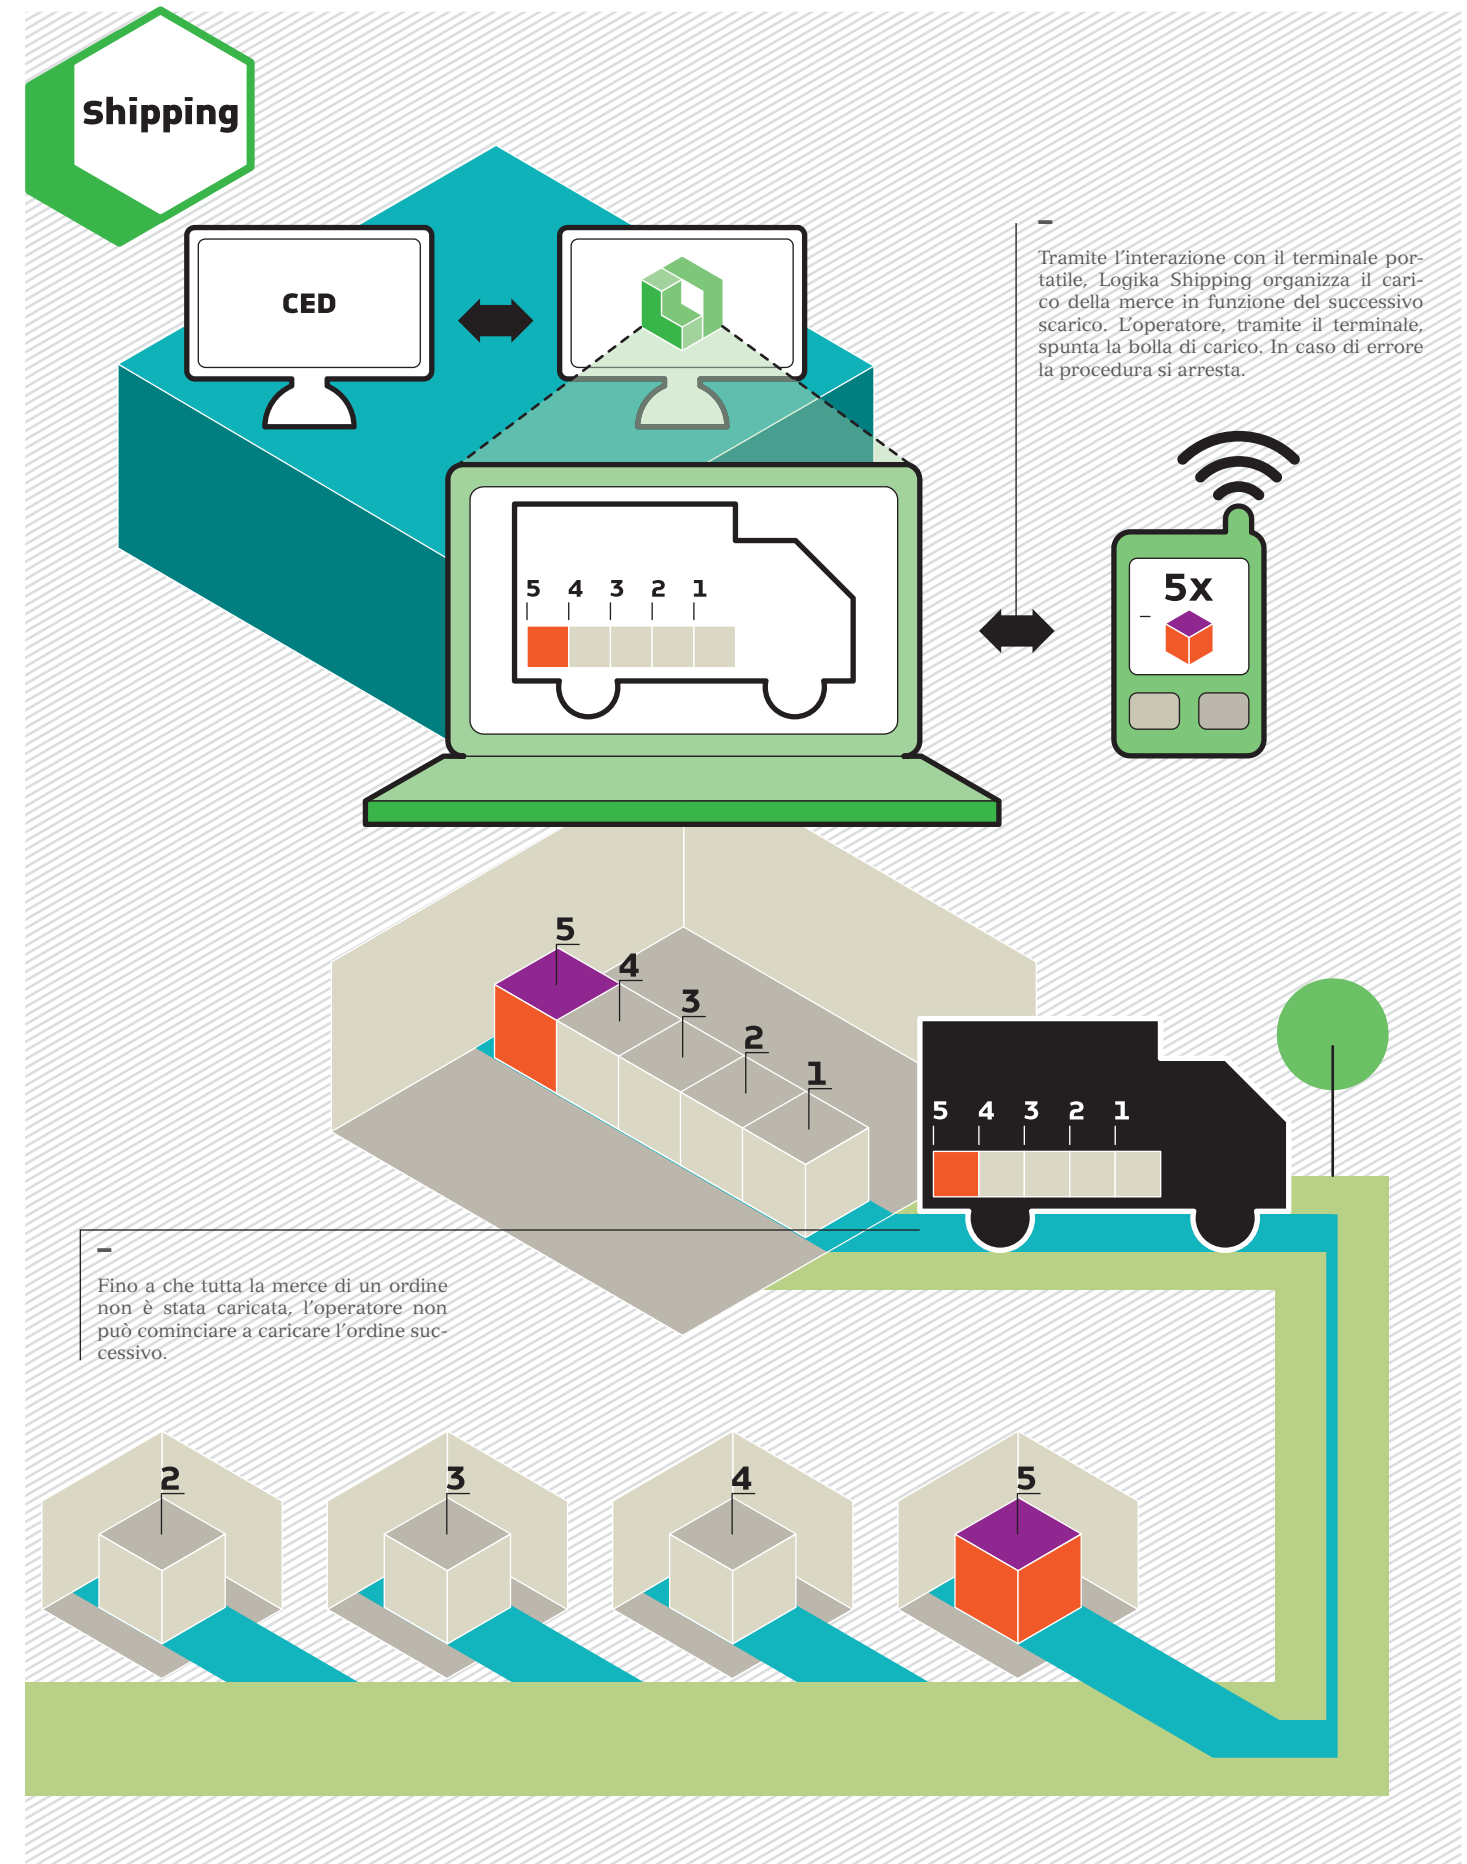 Shipping
CED
–
Tramite l'interazione con il terminale por-
tatile, Logika Shipping organizza il cari-
co della merce in funzione del successivo
scarico. L'operatore, tramite il terminale,
spunta la bolla di carico. In caso di errore
la procedura si arresta.
5 4 3 2 1
5x
5
4
3
2
1
5 4 3 2 1
–
Fino a che tutta la merce di un ordine
non è stata caricata, l'operatore non
può cominciare a caricare l'ordine suc-
cessivo.
2 3 4 5